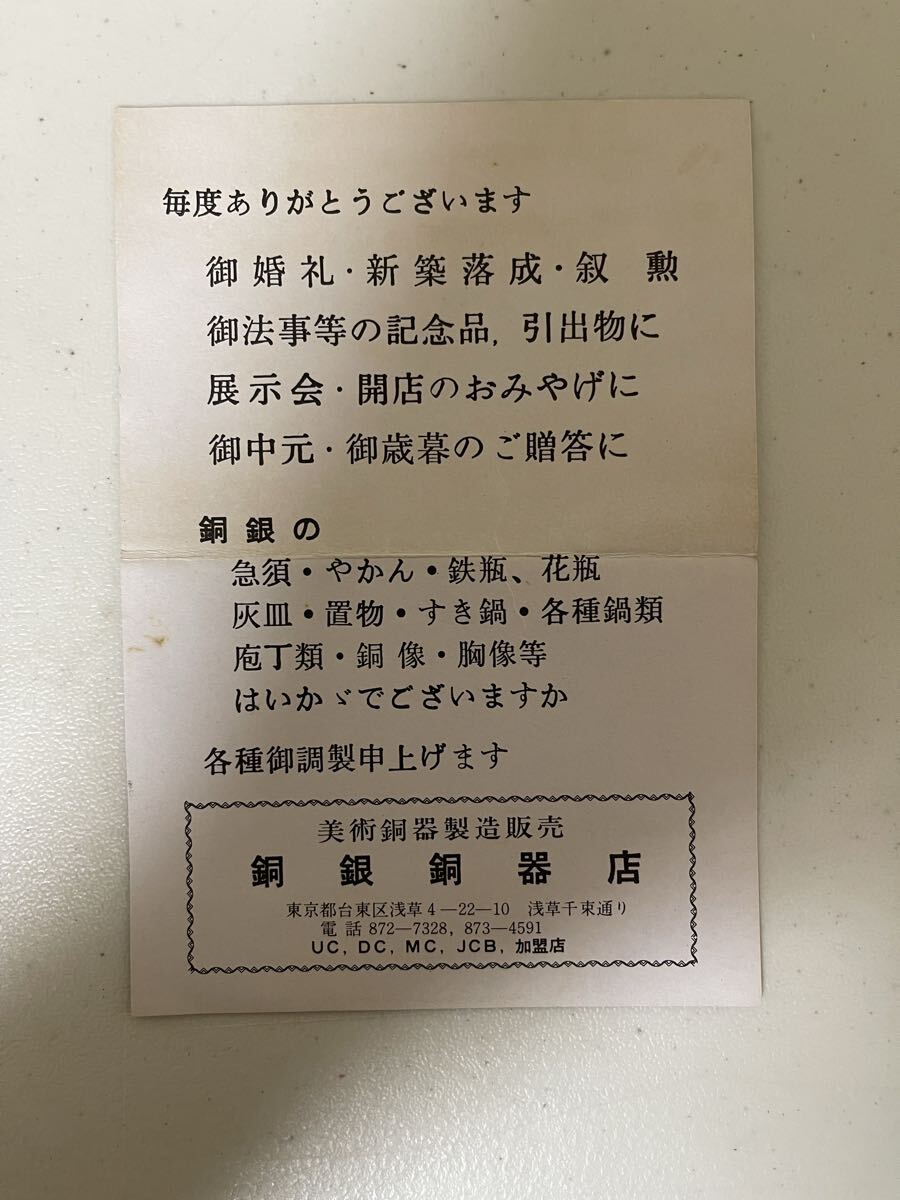 毎度ありがとうございます
御婚礼・新築落成・叙 勲
御法事等の記念品,引出物に
展示会・開店のおみやげに
御中元・御歳暮のご贈答に
銅銀の
急須・やかん・鉄瓶、花瓶
灰皿・置物・すき鍋・各種鍋類
庖丁類・銅像・胸像等
はいかゞでございますか
各種御調製申上げます
美術銅器製造販売
銅銀銅器店
東京都台東区浅草4―22―10 浅草千束通り
電話 872―7328, 873―4591
UC, DC, MC, JCB, 加盟店